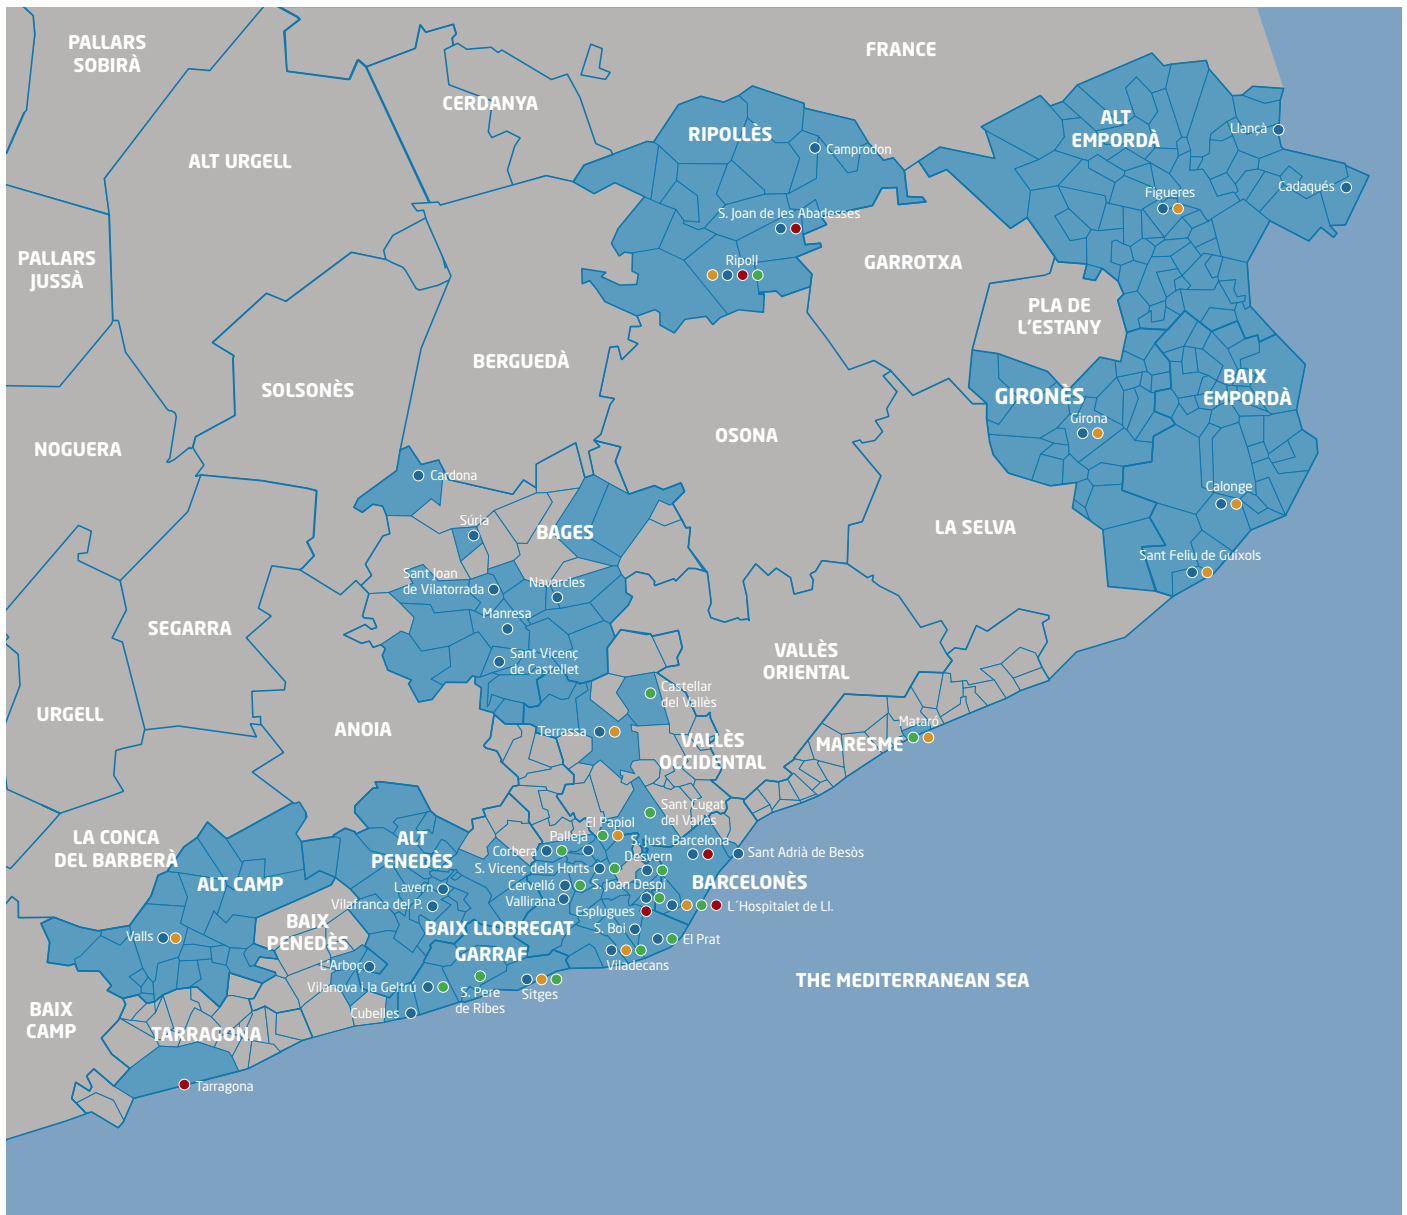 PALLARS
SOBIRÀ
FRANCE
CERDANYA
RIPOLLÈS
ALT
EMPORDÀ
Llançà
Camprodon
ALT URGELL
Cadaqués
Figueres
S. Joan de les Abadesses
PALLARS
JUSSÀ
Ripoll
GARROTXA
PLA DE
L'ESTANY
BERGUEDÀ
SOLSONÈS
GIRONÈS
BAIX
EMPORDÀ
Girona
NOGUERA
OSONA
Cardona
Calonge
Súria
BAGES
LA SELVA
Sant Feliu de Guíxols
Sant Joan
de Vilatorrada
Navarcles
Manresa
SEGARRA
Sant Vicenç
de Castellet
VALLÈS
ORIENTAL
Castellar
del Vallès
URGELL
ANOIA
Terrassa
VALLÈS
OCCIDENTAL
Mataró
MARESME
Sant Cugat
del Vallès
El Papiol
LA CONCA
DEL BARBERÀ
ALT
PENEDÈS
Pallejà
S. Just
Desvern
Barcelona
Corbera
Sant Adrià de Besòs
S. Vicenç dels Horts
ALT CAMP
Lavern
Cervelló
S. Joan Despí
BARCELONÈS
Vilafranca del P.
Vallirana
Esplugues
L´Hospitalet de Ll.
BAIX
PENEDÈS
BAIX LLOBREGAT
S. Boi
Valls
El Prat
GARRAF
L'Arboç
Viladecans
Vilanova i la Geltrú
S. Pere
de Ribes
Sitges
THE MEDITERRANEAN SEA
BAIX
CAMP
Cubelles
TARRAGONA
Tarragona